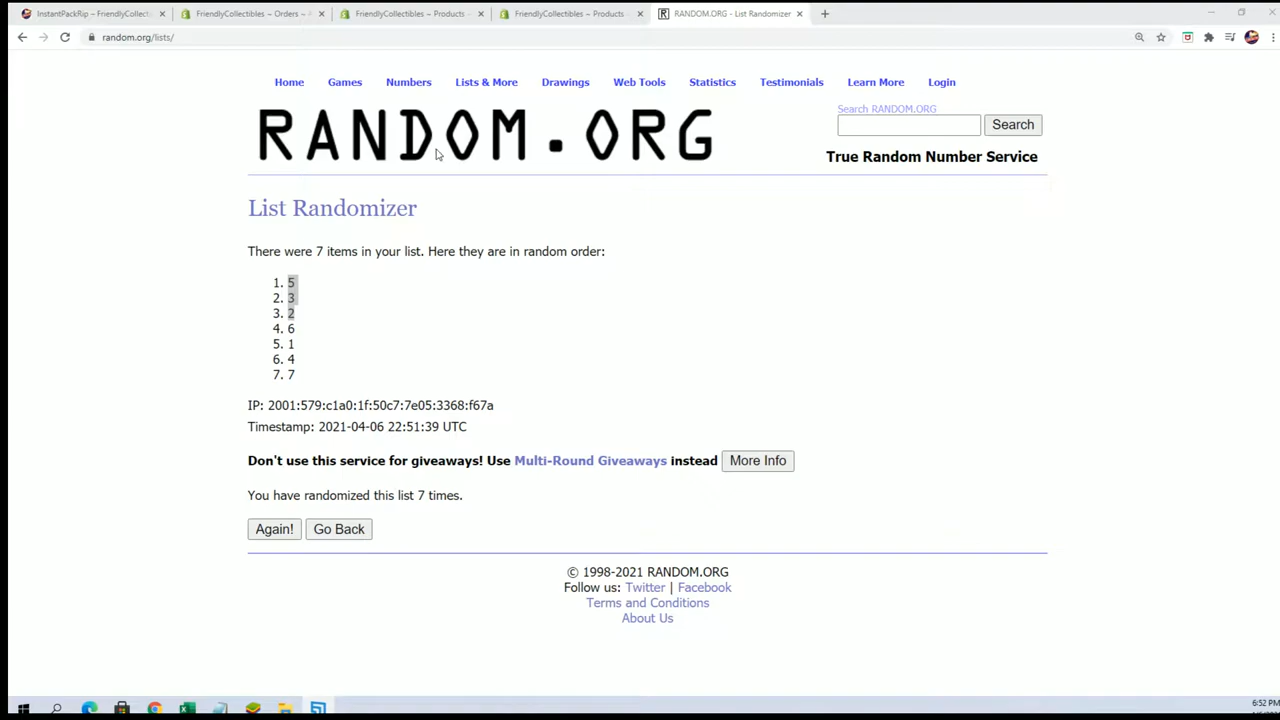 InstantPackRip ~ FriendlyCollect
FriendlyCollectibles ~ Orders ~
FriendlyCollectibles ~ Products
FriendlyCollectibles ~ Products
RANDOM.ORG - List Randomizer
random.org/lists/
Home Games Numbers Lists & More Drawings Web Tools Statistics Testimonials Learn More Login
RANDOM.ORG
Search RANDOM.ORG
Search
True Random Number Service
List Randomizer
There were 7 items in your list. Here they are in random order:
1. 5
2. 3
3. 2
4. 6
5. 1
6. 4
7. 7
IP: 2001:579:c1a0:1f:50c7:7e05:3368:f67a
Timestamp: 2021-04-06 22:51:39 UTC
Don't use this service for giveaways! Use Multi-Round Giveaways instead More Info
You have randomized this list 7 times.
Again! Go Back
© 1998-2021 RANDOM.ORG
Follow us: Twitter | Facebook
Terms and Conditions
About Us
6:52 PM